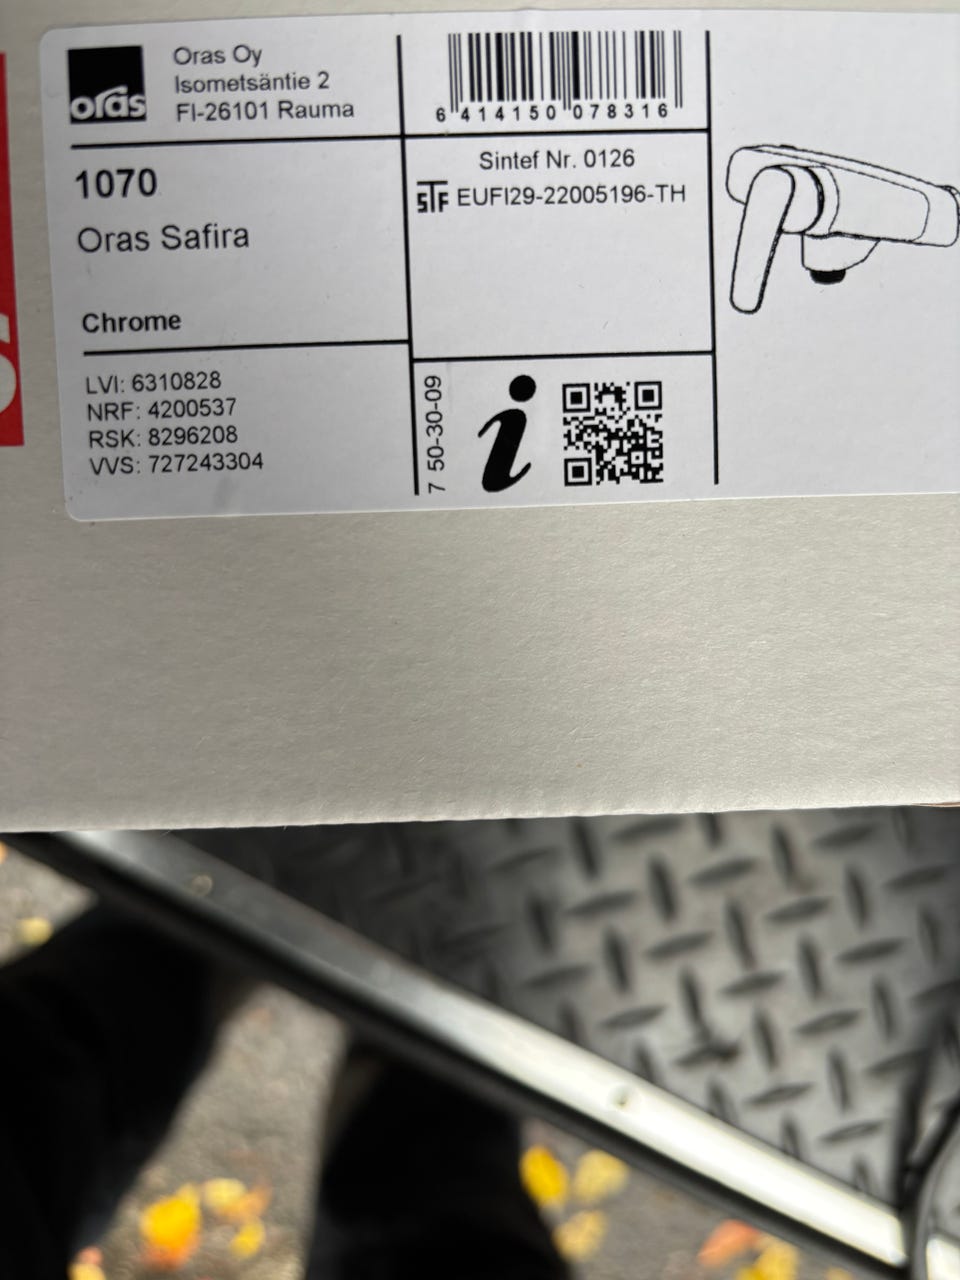 oras
Oras Oy
Isometsäntie 2
FI-26101 Rauma
6 414150 078316
1070
Oras Safira
Chrome
Sintef Nr. 0126
STF EUFI29-22005196-TH
LVI: 6310828
NRF: 4200537
RSK: 8296208
VVS: 727243304
7 50-30-09
i